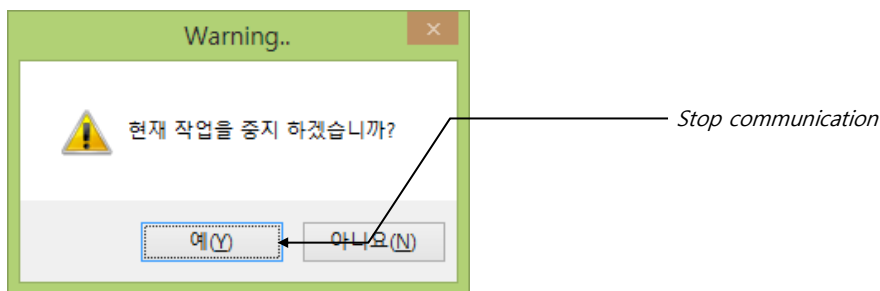 Warning..
현재 작업을 중지 하겠습니까?
Stop communication
예(Y)
아니요(N)